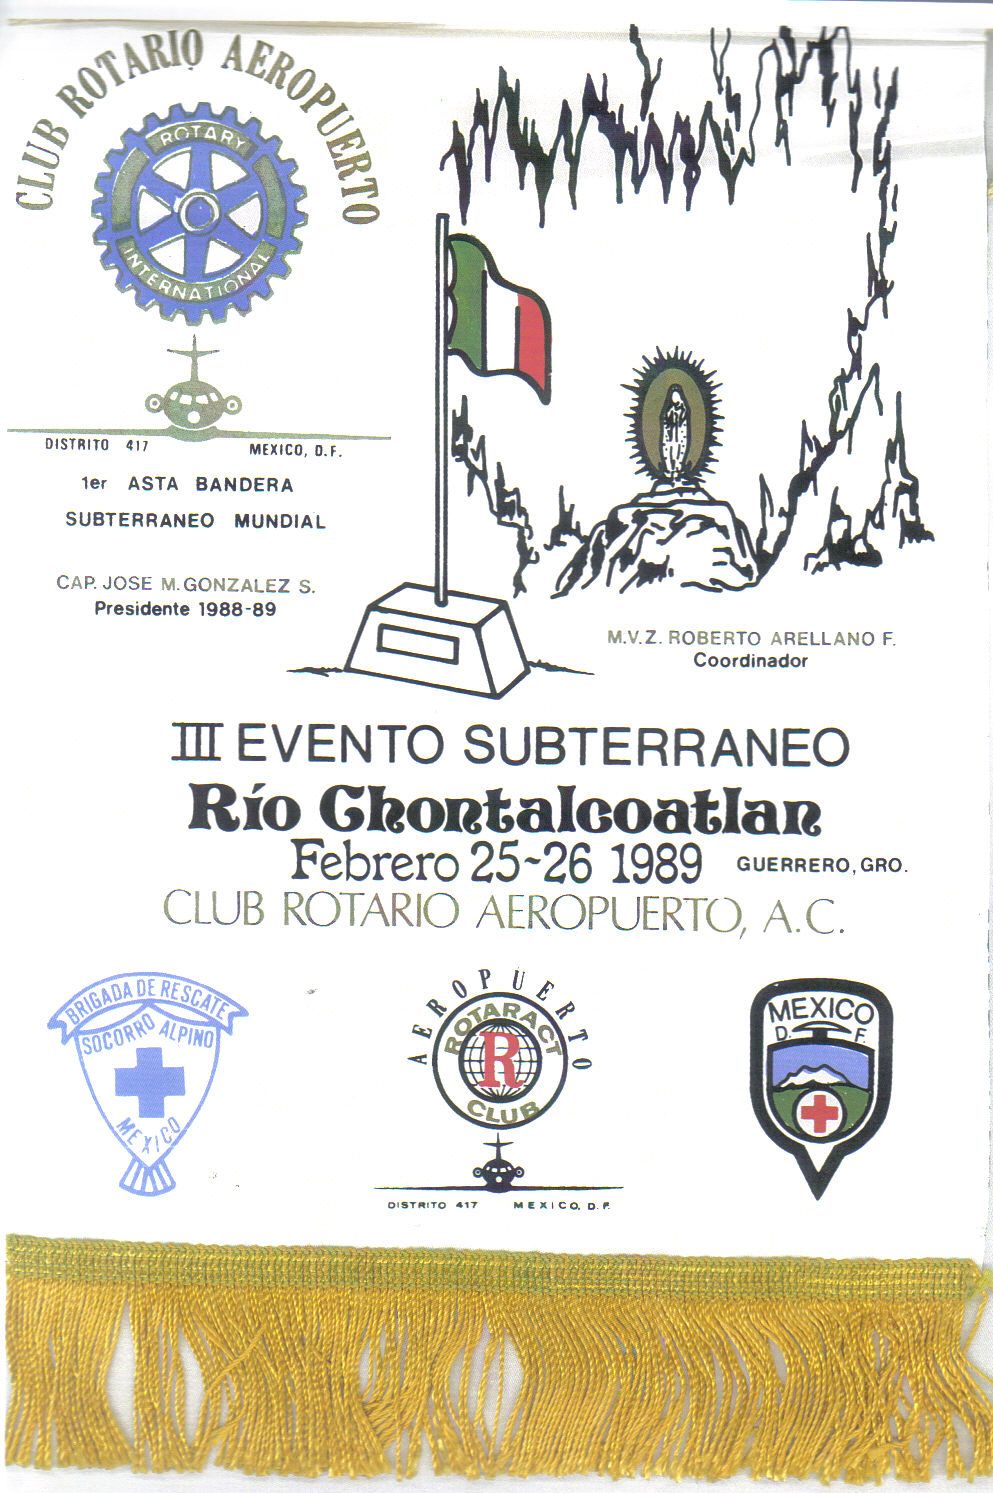 CLUB ROTARIO AEROPUERTO
ROTARY
INTERNATIONAL
DISTRITO 417 MEXICO, D.F.
1er ASTA BANDERA
SUBTERRANEO MUNDIAL
CAP. JOSE M. GONZALEZ S.
Presidente 1988-89
M.V.Z. ROBERTO ARELLANO F.
Coordinador
III EVENTO SUBTERRANEO
Río Chontalcoatlan
Febrero 25~26 1989 GUERRERO, GRO.
CLUB ROTARIO AEROPUERTO, A.C.
BRIGADA DE RESCATE
SOCORRO ALPINO
MEXICO
AEROPUERTO
ROTARACT
R
CLUB
DISTRITO 417 MEXICO, D.F.
MEXICO
D. F.